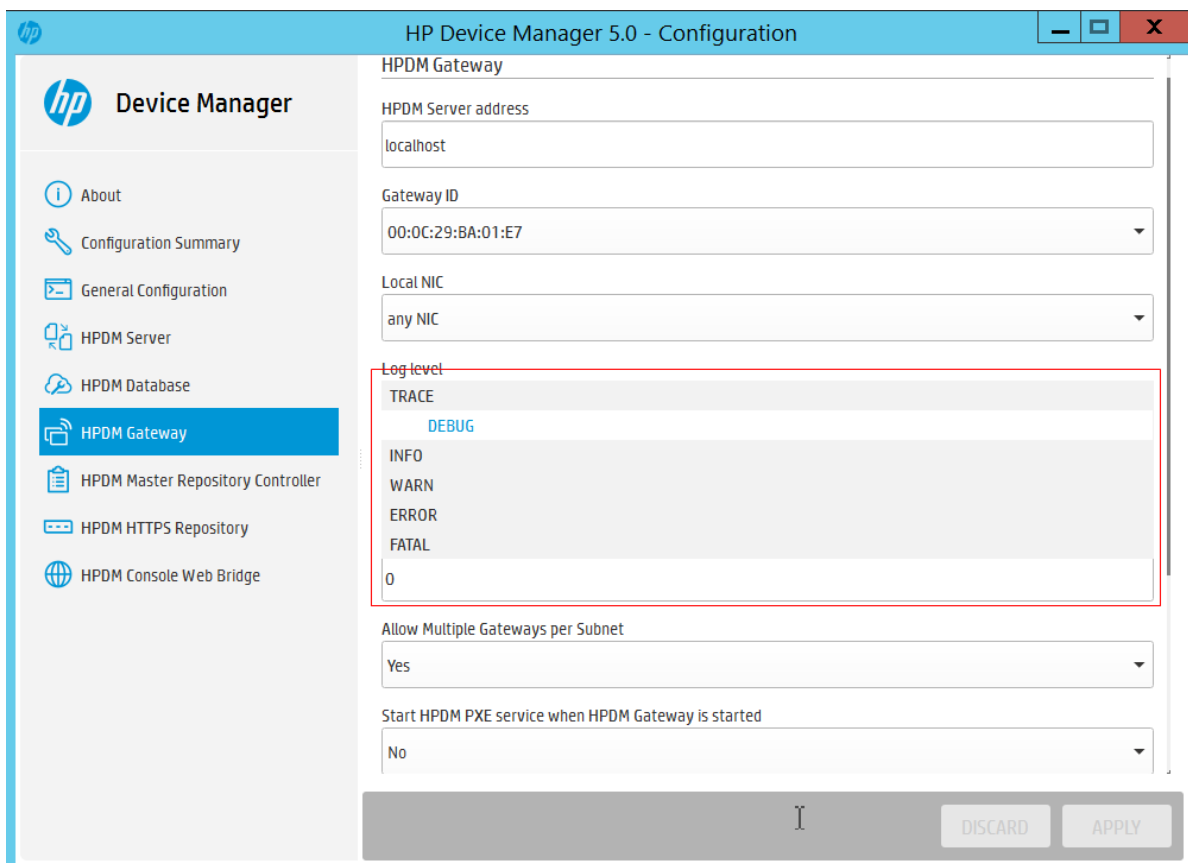 hp
HP Device Manager 5.0 - Configuration
X
hp
Device Manager
About
Configuration Summary
General Configuration
HPDM Server
HPDM Database
HPDM Gateway
HPDM Master Repository Controller
HPDM HTTPS Repository
HPDM Console Web Bridge
HPDM Gateway
HPDM Server address
localhost
Gateway ID
00:0C:29:BA:01:E7
Local NIC
any NIC
Log level
TRACE
DEBUG
INFO
WARN
ERROR
FATAL
0
Allow Multiple Gateways per Subnet
Yes
Start HPDM PXE service when HPDM Gateway is started
No
DISCARD
APPLY